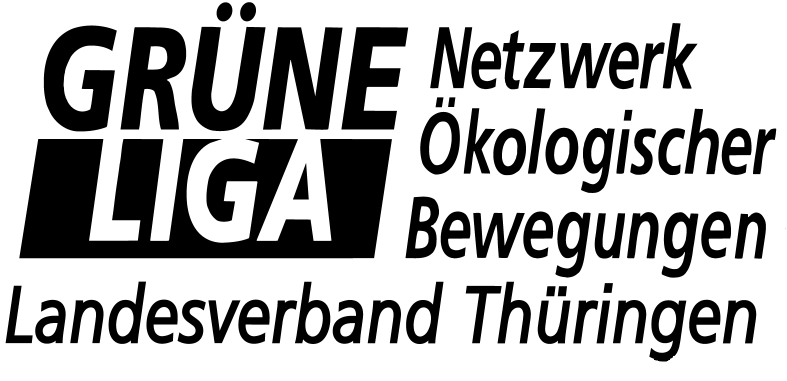 GRÜNE
LIGA
Netzwerk
Ökologischer
Bewegungen
Landesverband Thüringen